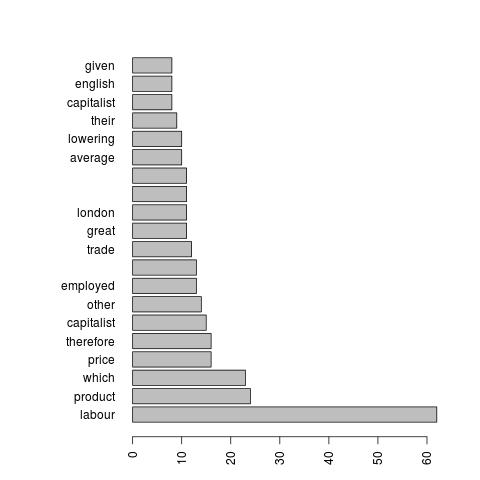 given
english
capitalist
their
lowering
average
london
great
trade
employed
other
capitalist
therefore
price
which
product
labour
0 10 20 30 40 50 60